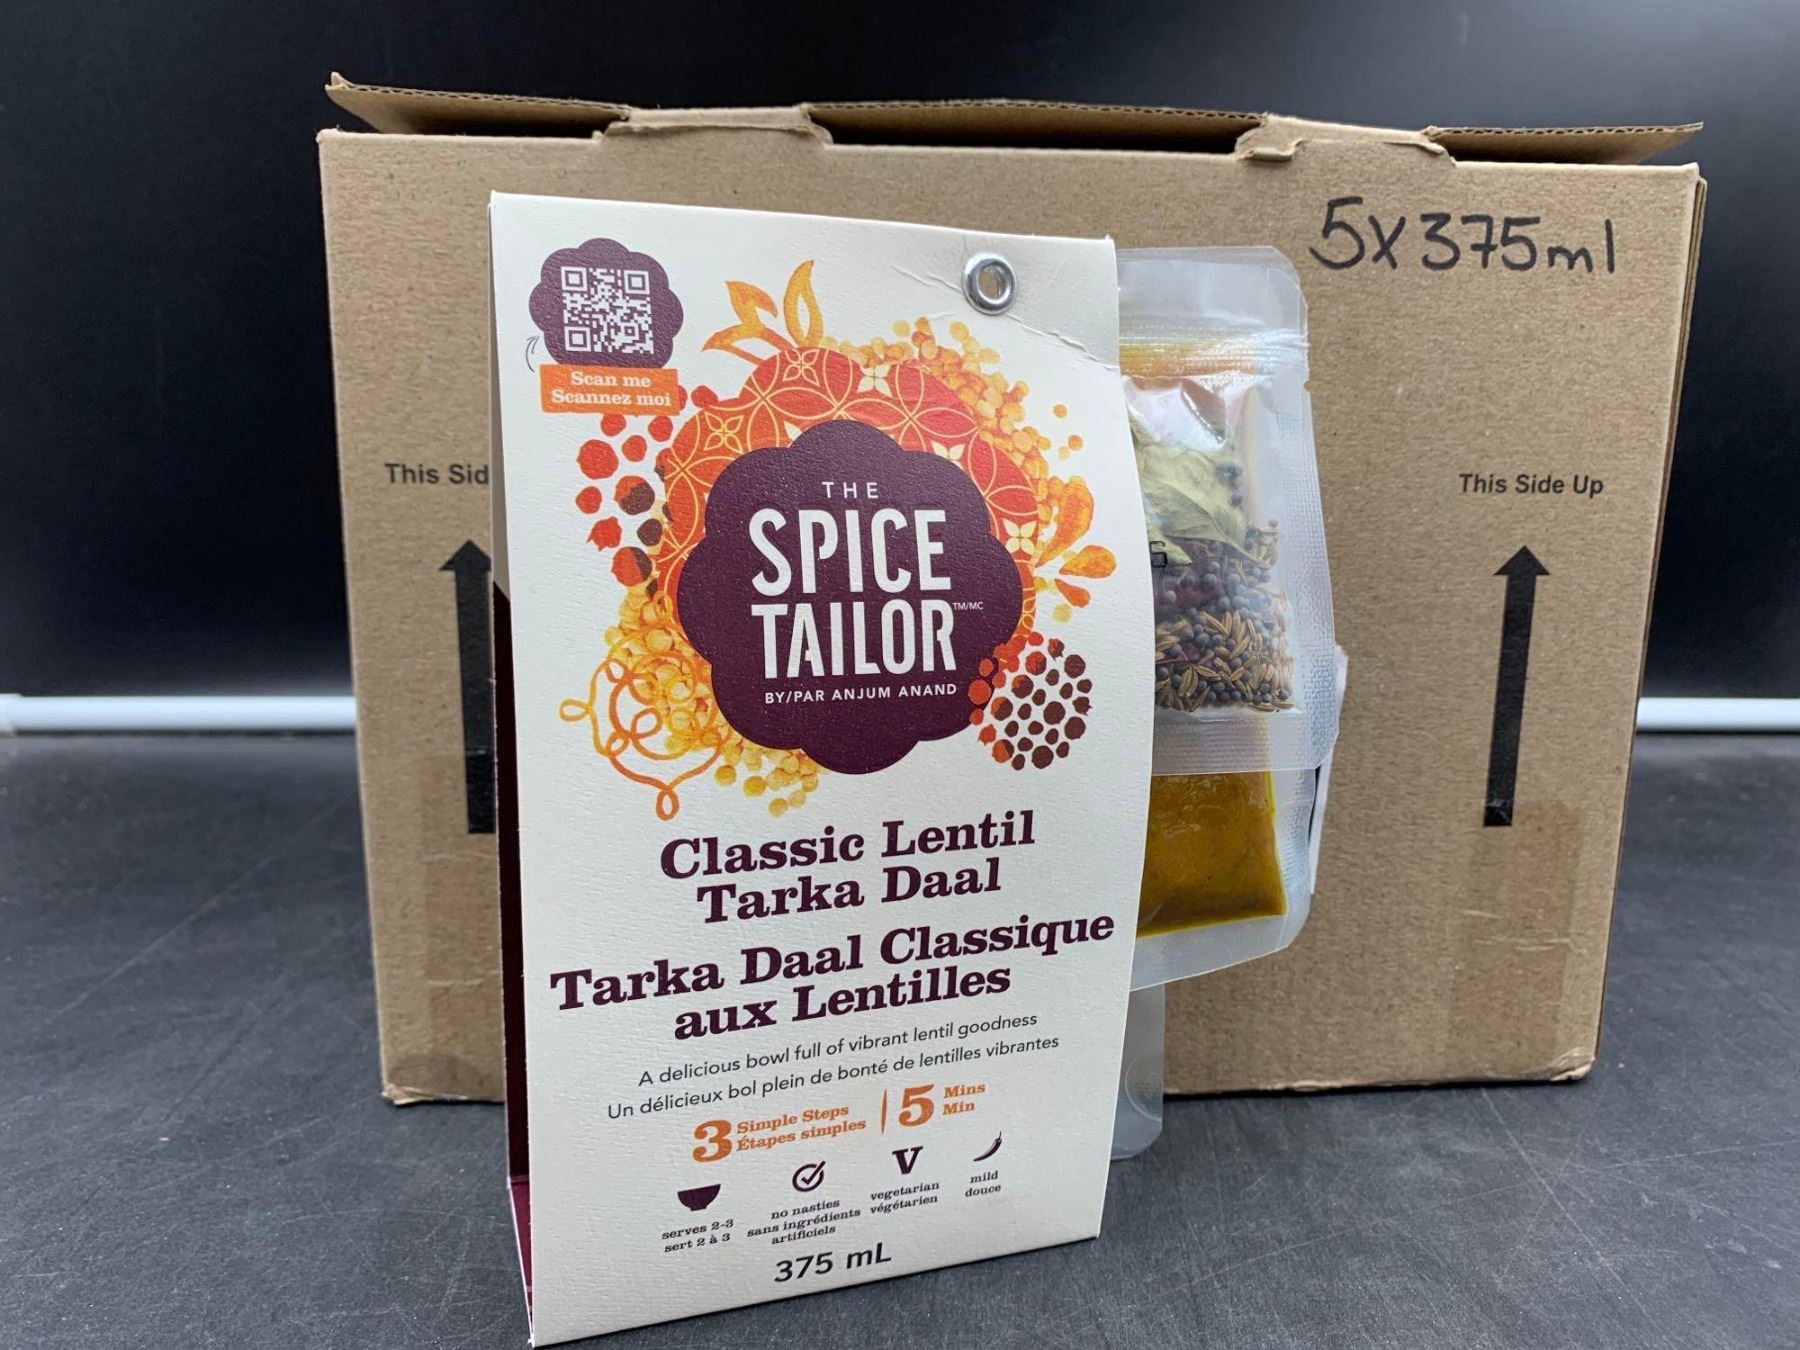 5x375ml
Scan me
Scannez moi
THE
SPICE
TAILOR TM/MC
BY/PAR ANJUM ANAND
This Sid
This Side Up
Classic Lentil
Tarka Daal
Tarka Daal Classique
aux Lentilles
A delicious bowl full of vibrant lentil goodness
Un délicieux bol plein de bonté de lentilles vibrantes
3 Simple Steps
Étapes simples
5 Mins
Min
serves 2-3
sert 2 à 3
no nasties
sans ingrédients
artificiels
V
vegetarian
végétarien
mild
douce
375 mL